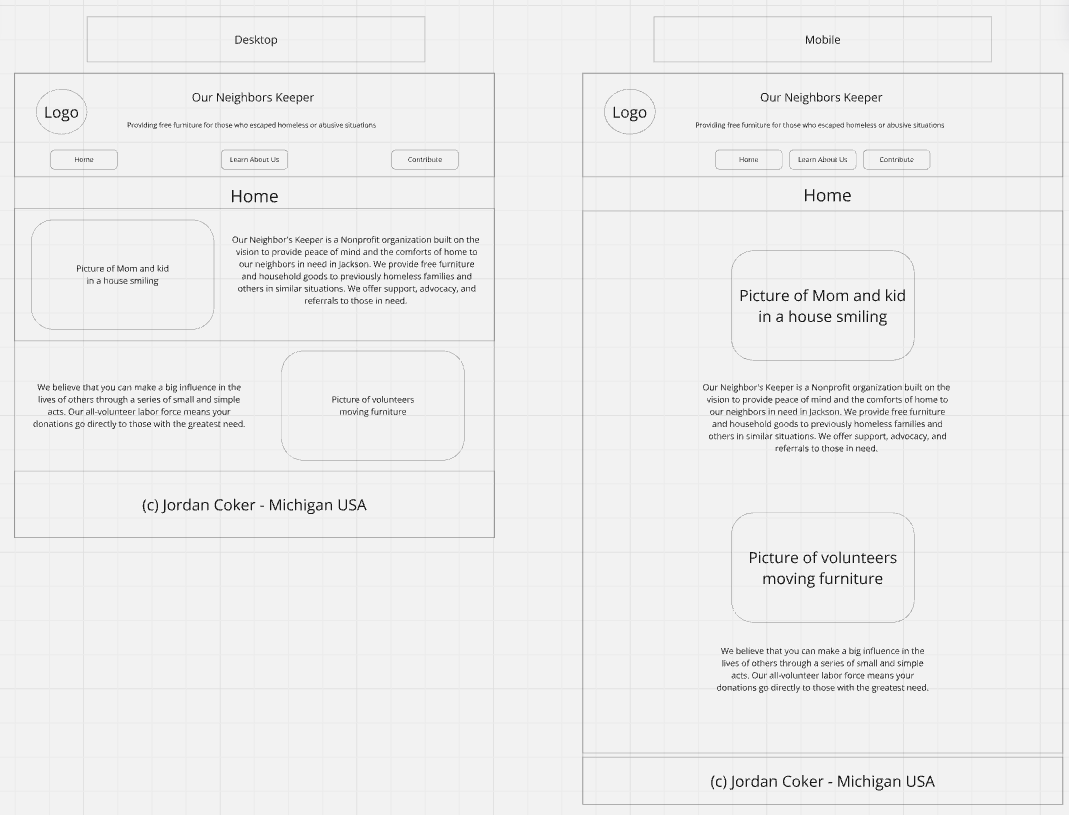 Desktop
Logo
Our Neighbors Keeper
Providing free furniture for those who escaped homeless or abusive situations
Home
Learn About Us
Contribute
Home
Picture of Mom and kid
in a house smiling
Our Neighbor's Keeper is a Nonprofit organization built on the
vision to provide peace of mind and the comforts of home to
our neighbors in need in Jackson. We provide free furniture
and household goods to previously homeless families and
others in similar situations. We offer support, advocacy, and
referrals to those in need.
We believe that you can make a big influence in the
lives of others through a series of small and simple
acts. Our all-volunteer labor force means your
donations go directly to those with the greatest need.
Picture of volunteers
moving furniture
(c) Jordan Coker - Michigan USA
Mobile
Logo
Our Neighbors Keeper
Providing free furniture for those who escaped homeless or abusive situations
Home
Learn About Us
Contribute
Home
Picture of Mom and kid
in a house smiling
Our Neighbor's Keeper is a Nonprofit organization built on the
vision to provide peace of mind and the comforts of home to
our neighbors in need in Jackson. We provide free furniture
and household goods to previously homeless families and
others in similar situations. We offer support, advocacy, and
referrals to those in need.
Picture of volunteers
moving furniture
We believe that you can make a big influence in the
lives of others through a series of small and simple
acts. Our all-volunteer labor force means your
donations go directly to those with the greatest need.
(c) Jordan Coker - Michigan USA